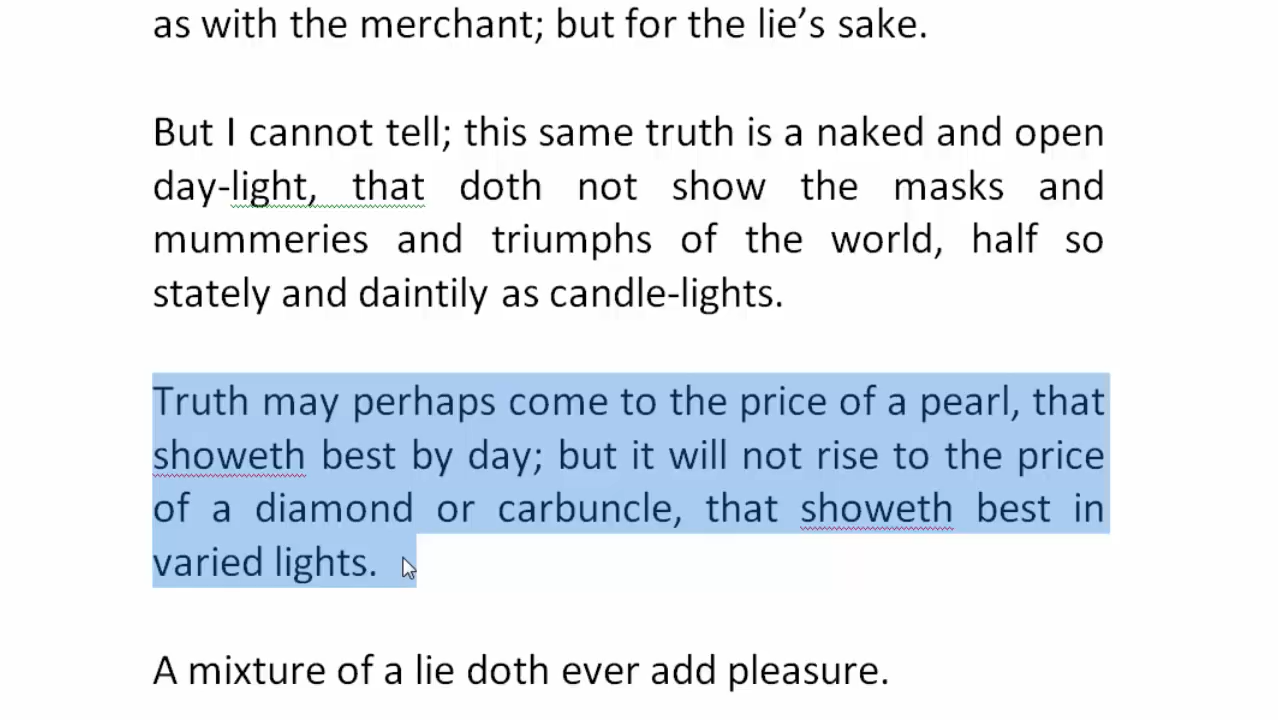 as with the merchant; but for the lie’s sake.
But I cannot tell; this same truth is a naked and open
day-light, that doth not show the masks and
mummeries and triumphs of the world, half so
stately and daintily as candle-lights.
Truth may perhaps come to the price of a pearl, that
showeth best by day; but it will not rise to the price
of a diamond or carbuncle, that showeth best in
varied lights.
A mixture of a lie doth ever add pleasure.